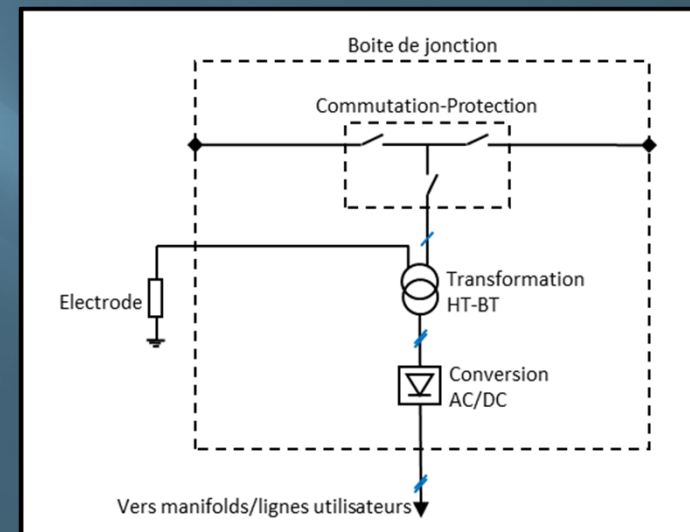 Boite de jonction
Commutation-Protection
Transformation
HT-BT
Electrode
Conversion
AC/DC
Vers manifolds/lignes utilisateurs